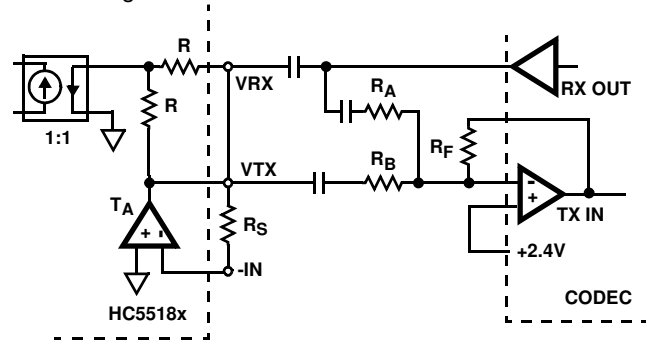 R
VRX
RX OUT
R
RA
1:1
RB
RF
VTX
TA
RS
TX IN
+
-
-
+
+2.4V
-IN
CODEC
HC5518x